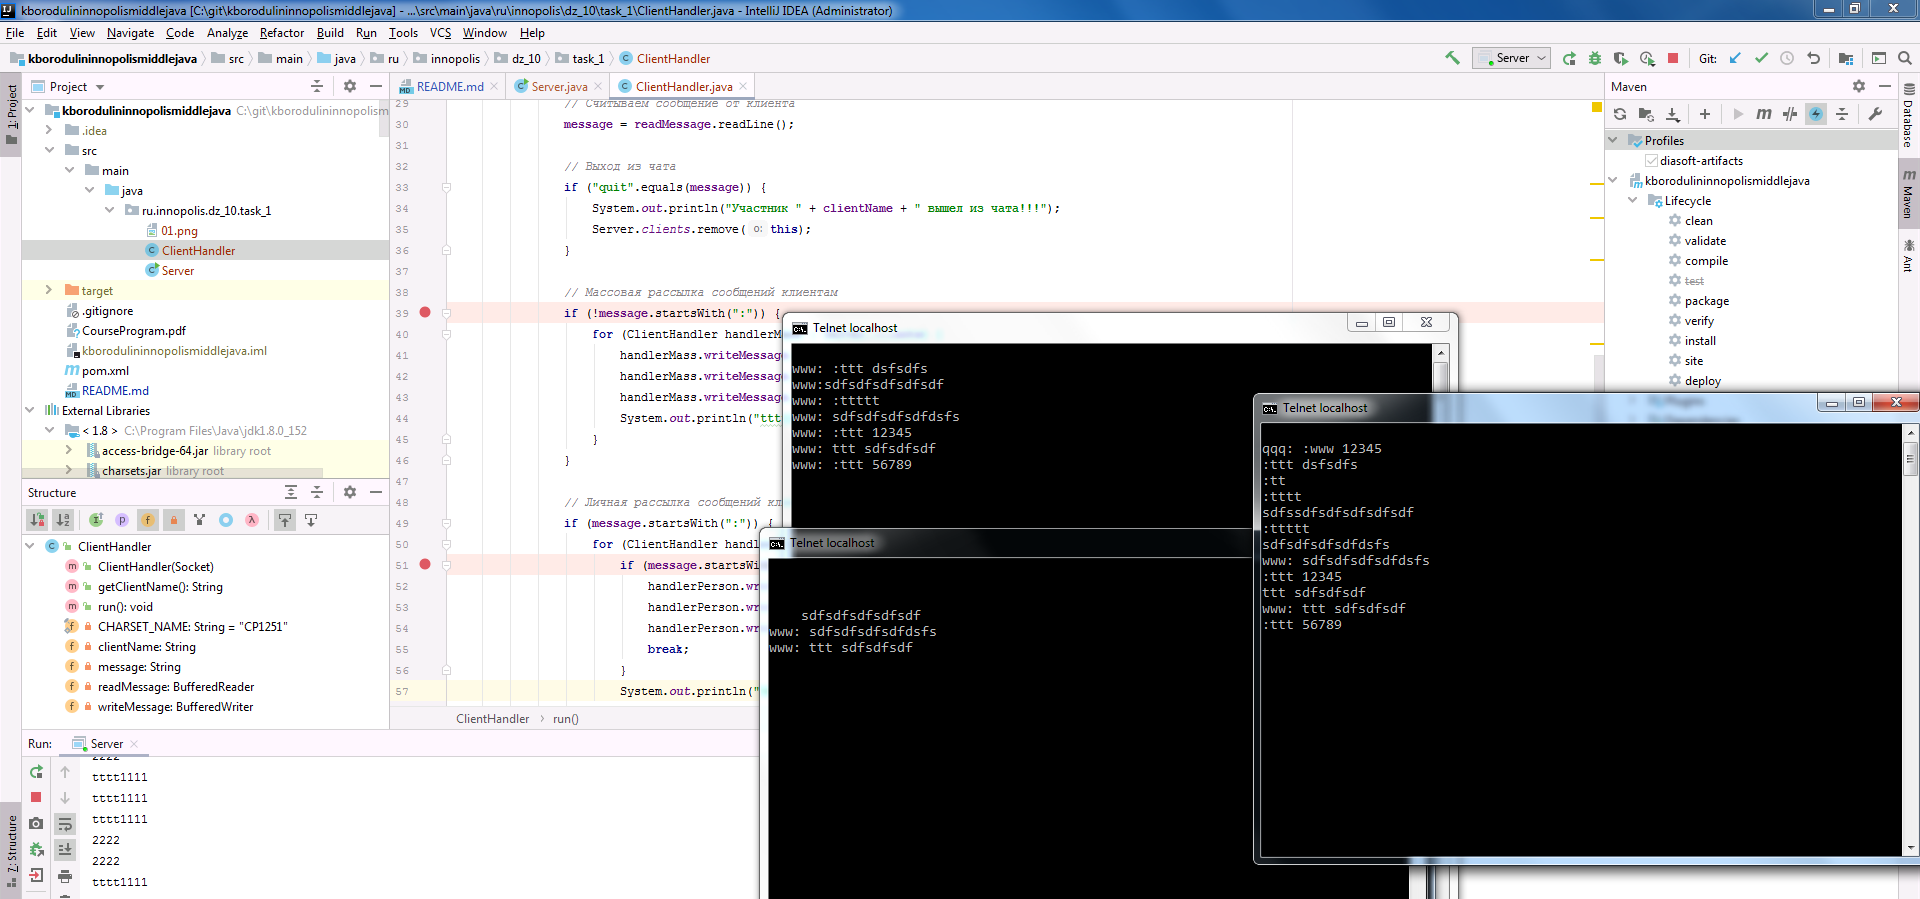 kborodulininnopolismiddlejava [C:\git\kborodulininnopolismiddlejava] - ...\src\main\java\ru\innopolis\dz_10\task_1\ClientHandler.java - IntelliJ IDEA (Administrator)
File Edit View Navigate Code Analyze Refactor Build Run Tools VCS Window Help
kborodulininnopolismiddlejava src main java ru innopolis dz_10 task_1 ClientHandler
Server Git:
1: Project
Project
kborodulininnopolismiddlejava C:\git\kborodulininnopolism
.idea
src
main
java
ru.innopolis.dz_10.task_1
01.png
ClientHandler
Server
target
.gitignore
CourseProgram.pdf
kborodulininnopolismiddlejava.iml
pom.xml
README.md
External Libraries
< 1.8 > C:\Program Files\Java\jdk1.8.0_152
access-bridge-64.jar library root
charsets.jar library root
Structure
ClientHandler
ClientHandler(Socket)
getClientName(): String
run(): void
CHARSET_NAME: String = "CP1251"
clientName: String
message: String
readMessage: BufferedReader
writeMessage: BufferedWriter
README.md Server.java ClientHandler.java
29 // Считываем сообщение от клиента
30 message = readMessage.readLine();
31
32 // Выход из чата
33 if ("quit".equals(message)) {
34 System.out.println("Участник " + clientName + " вышел из чата!!!");
35 Server.clients.remove( o: this);
36 }
37
38 // Массовая рассылка сообщений клиентам
39 if (!message.startsWith(":")) {
40 for (ClientHandler handlerM
41 handlerMass.writeMessage
42 handlerMass.writeMessage
43 handlerMass.writeMessage
44 System.out.println("ttt
45 }
46 }
47
48 // Личная рассылка сообщений кл
49 if (message.startsWith(":")) {
50 for (ClientHandler handl
51 if (message.startsWi
52 handlerPerson.wr
53 handlerPerson.wr
54 handlerPerson.wr
55 break;
56 }
57 System.out.println("
ClientHandler run()
Telnet localhost
www: :ttt dsfsdfs
www:sdfsdfsdfsdfsdf
www: :ttttt
www: sdfsdfsdfsdfdsfs
www: :ttt 12345
www: ttt sdfsdfsdf
www: :ttt 56789
Telnet localhost
sdfsdfsdfsdfsdf
www: sdfsdfsdfsdfdsfs
www: ttt sdfsdfsdf
Telnet localhost
qqq: :www 12345
:ttt dsfsdfs
:tt
:tttt
sdfssdfsdfsdfsdfsdf
:ttttt
sdfsdfsdfsdfdsfs
www: sdfsdfsdfsdfdsfs
:ttt 12345
ttt sdfsdfsdf
www: ttt sdfsdfsdf
:ttt 56789
Maven
Profiles
diasoft-artifacts
kborodulininnopolismiddlejava
Lifecycle
clean
validate
compile
test
package
verify
install
site
deploy
Database
Maven
Ant
Run: Server
2222
tttt1111
tttt1111
tttt1111
2222
2222
tttt1111
7: Structure